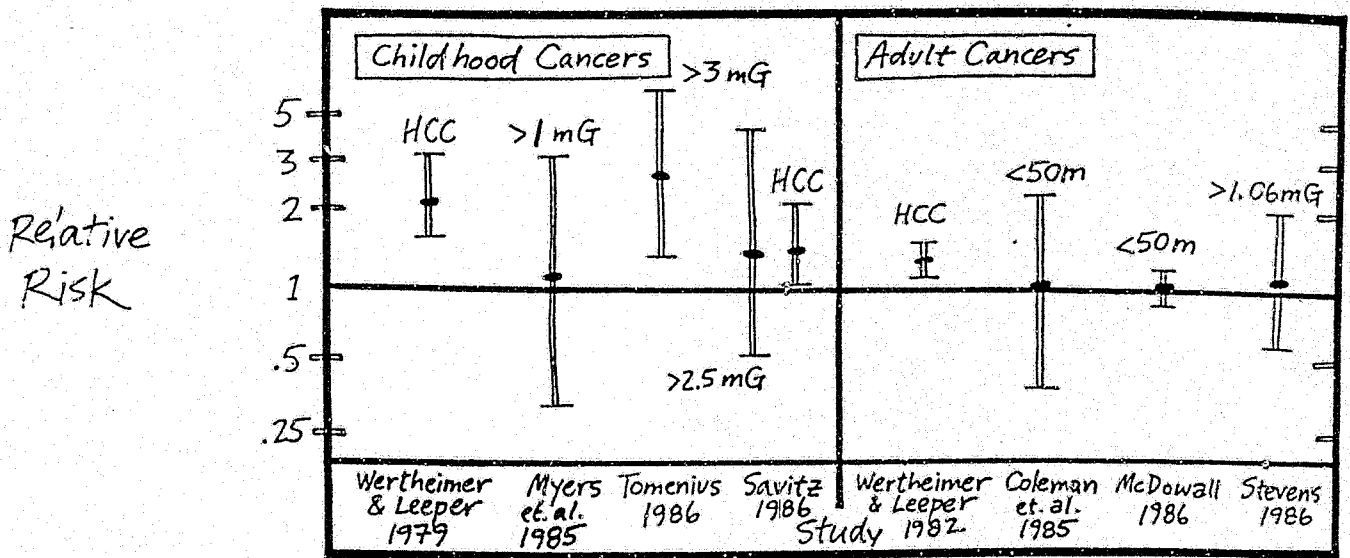 Childhood Cancers
Adult Cancers
>3 mG
5
HCC
>1 mG
3
HCC
<50m
>1.06mG
2
HCC
<50m
Relative
Risk
1
.5
>2.5 mG
.25
Wertheimer
& Leeper
1979
Myers
et. al.
1985
Tomenius
1986
Savitz
1986
Wertheimer
& Leeper
1982
Coleman
et. al.
1985
McDowall
1986
Stevens
1986
Study